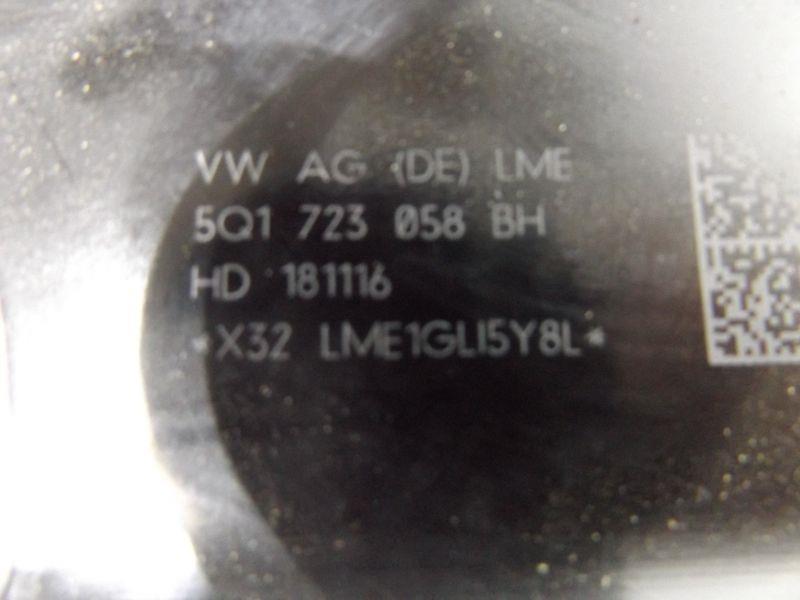 VW AG (DE) LME
5Q1 723 058 BH
HD 181116
*X32 LME1GLI5Y8L*